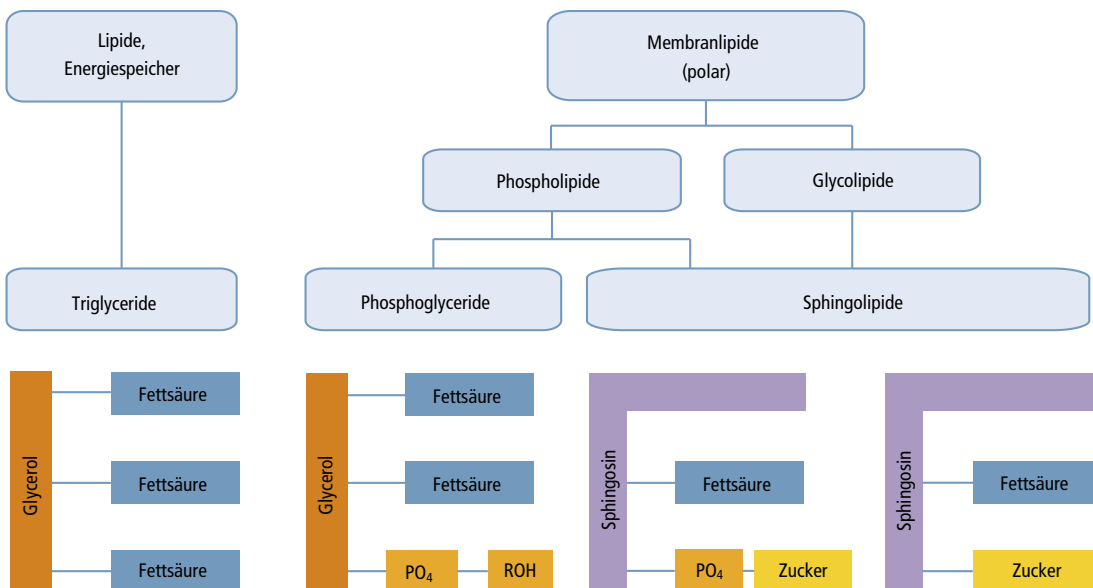 Lipide,
Energiespeicher
Membranlipide
(polar)
Phospholipide
Glycolipide
Triglyceride
Phosphoglyceride
Sphingolipide
Glycerol
Fettsäure
Fettsäure
Fettsäure
Glycerol
Fettsäure
Fettsäure
PO₄
ROH
Sphingosin
Fettsäure
PO₄
Zucker
Sphingosin
Fettsäure
Zucker